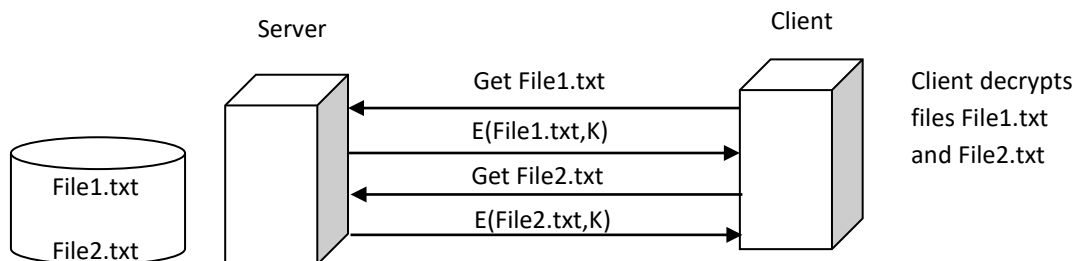 Server
Client
Get File1.txt
E(File1.txt,K)
Get File2.txt
E(File2.txt,K)
Client decrypts
files File1.txt
and File2.txt
File1.txt
File2.txt